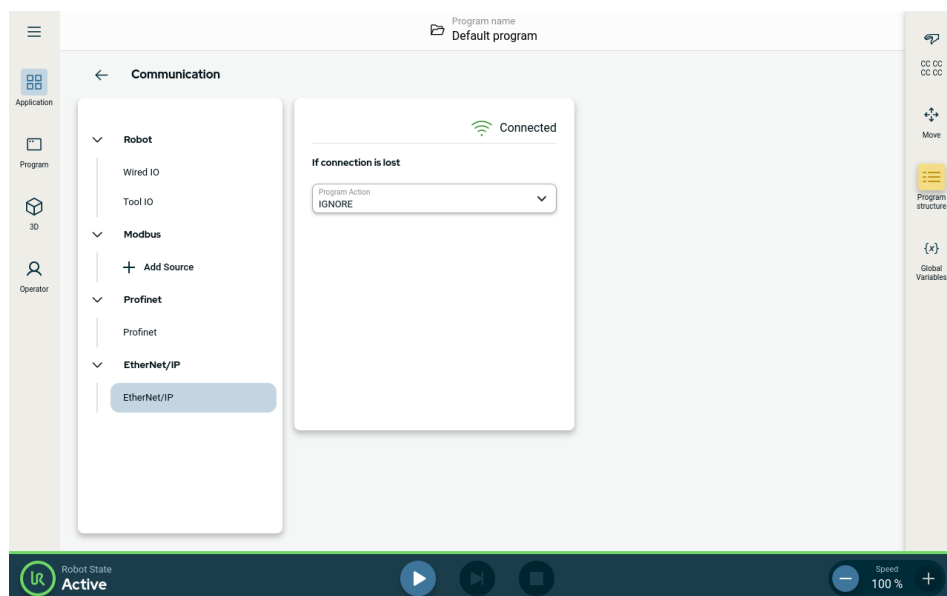 Program name
Default program
Communication
Application
Program
3D
Operator
Robot
Wired IO
Tool IO
Modbus
Add Source
Profinet
Profinet
EtherNet/IP
EtherNet/IP
Connected
If connection is lost
Program Action
IGNORE
CC CC
CC CC
Move
Program
structure
{x}
Global
Variables
UR
Robot State
Active
Speed
100 %